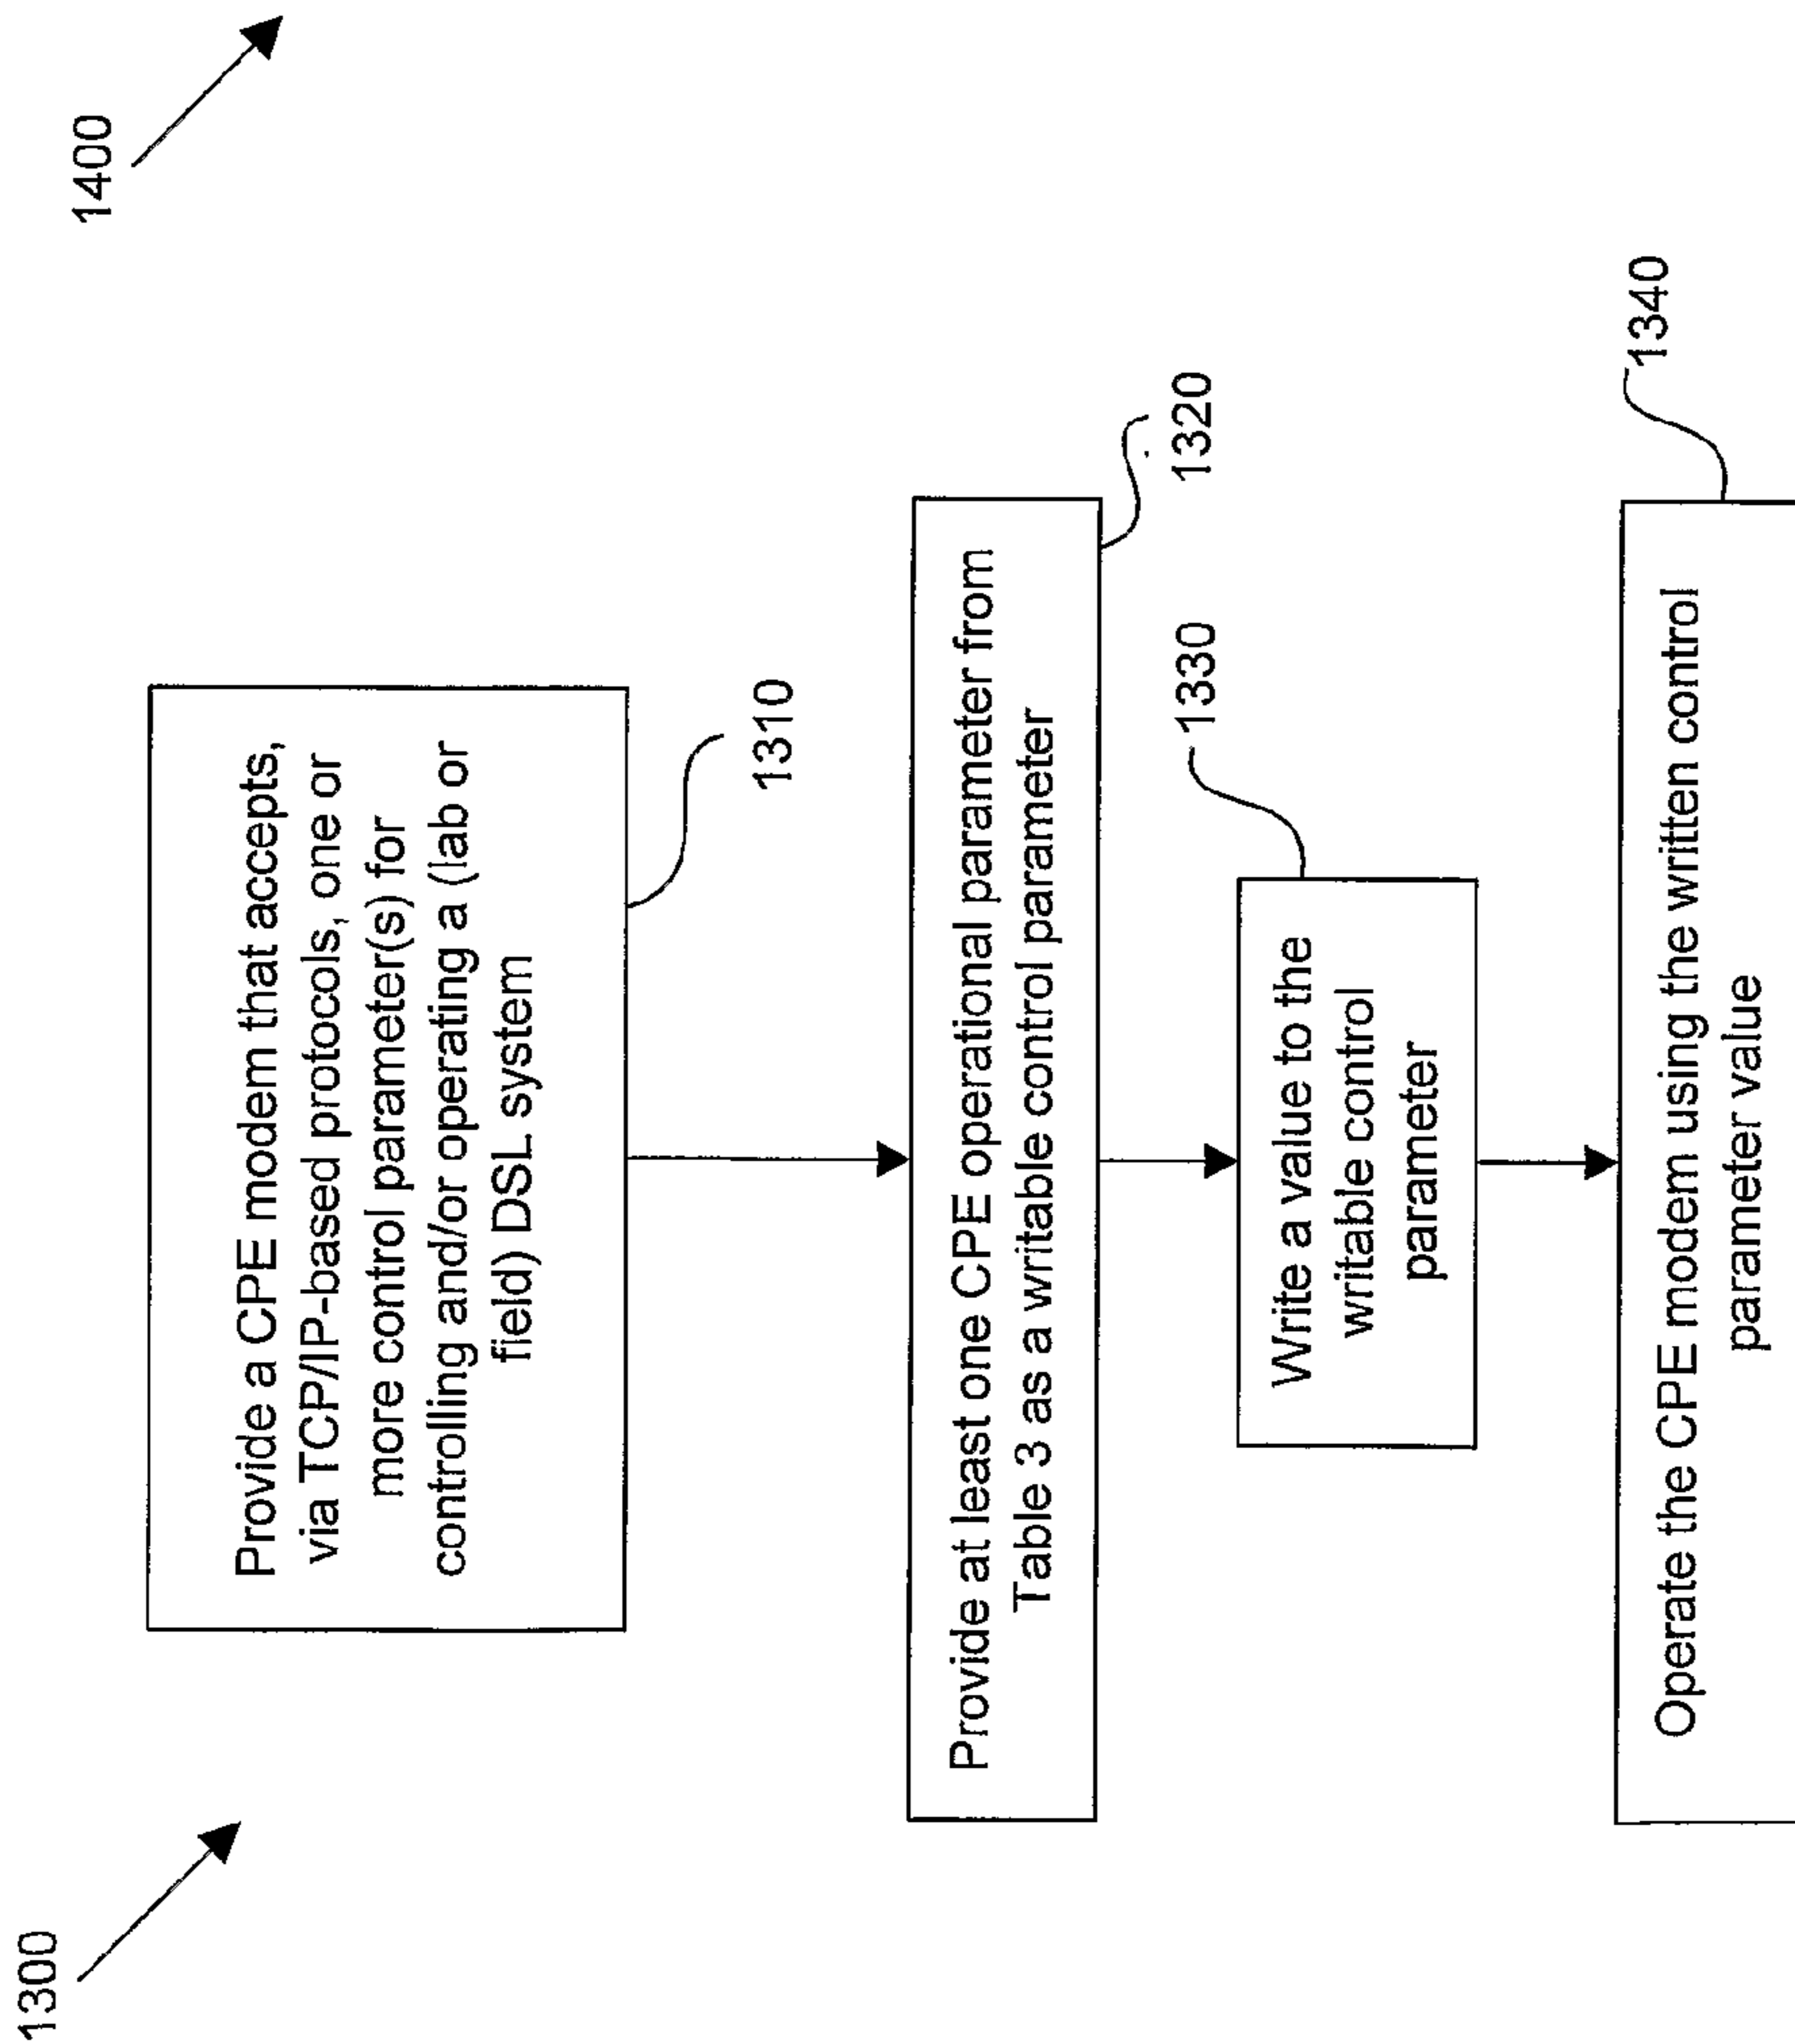 1300
1400
Provide a CPE modem that accepts,
via TCP/IP-based protocols, one or
more control parameter(s) for
controlling and/or operating a (lab or
field) DSL system
1310
Provide at least one CPE operational parameter from
Table 3 as a writable control parameter
1320
Write a value to the
writable control
parameter
1330
Operate the CPE modem using the written control
parameter value
1340